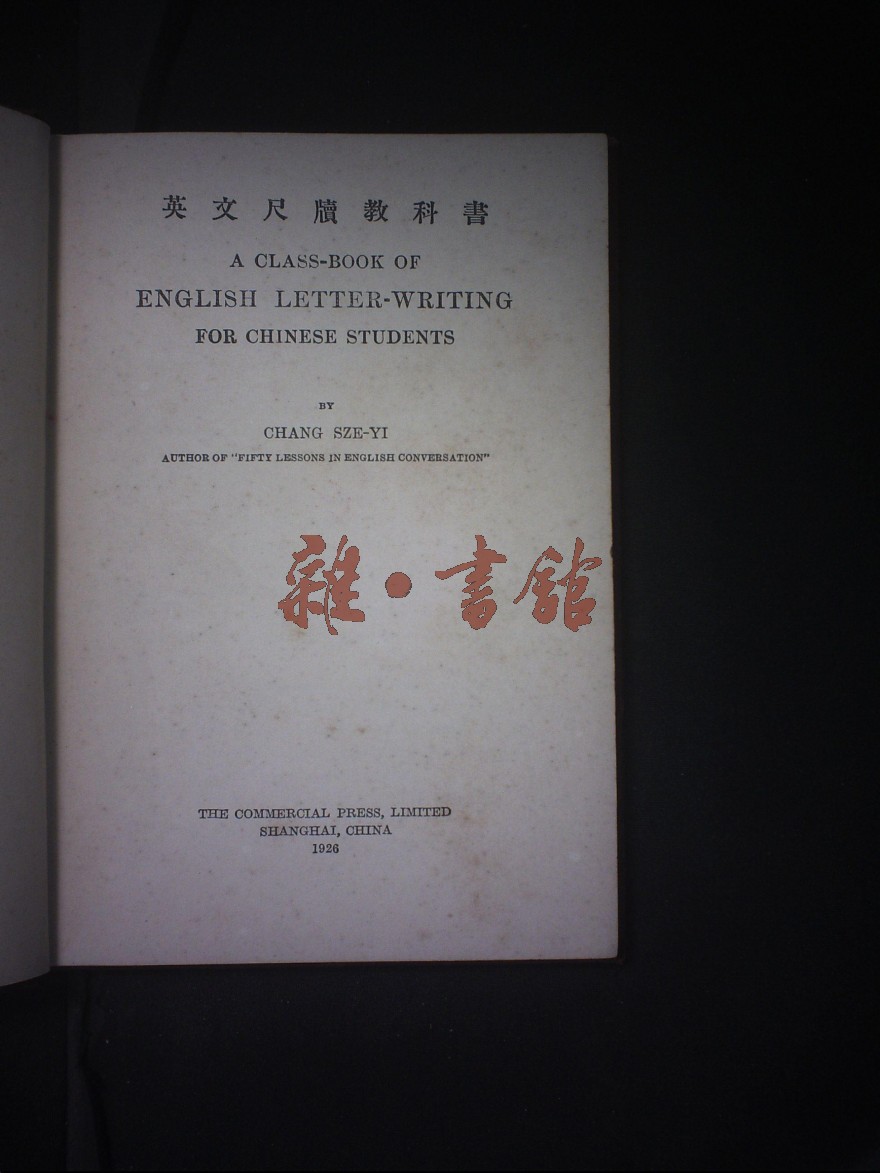 英文尺牘教科書
A CLASS-BOOK OF
ENGLISH LETTER-WRITING
FOR CHINESE STUDENTS
BY
CHANG SZE-YI
AUTHOR OF "FIFTY LESSONS IN ENGLISH CONVERSATION"
雜·書館
THE COMMERCIAL PRESS, LIMITED
SHANGHAI, CHINA
1926